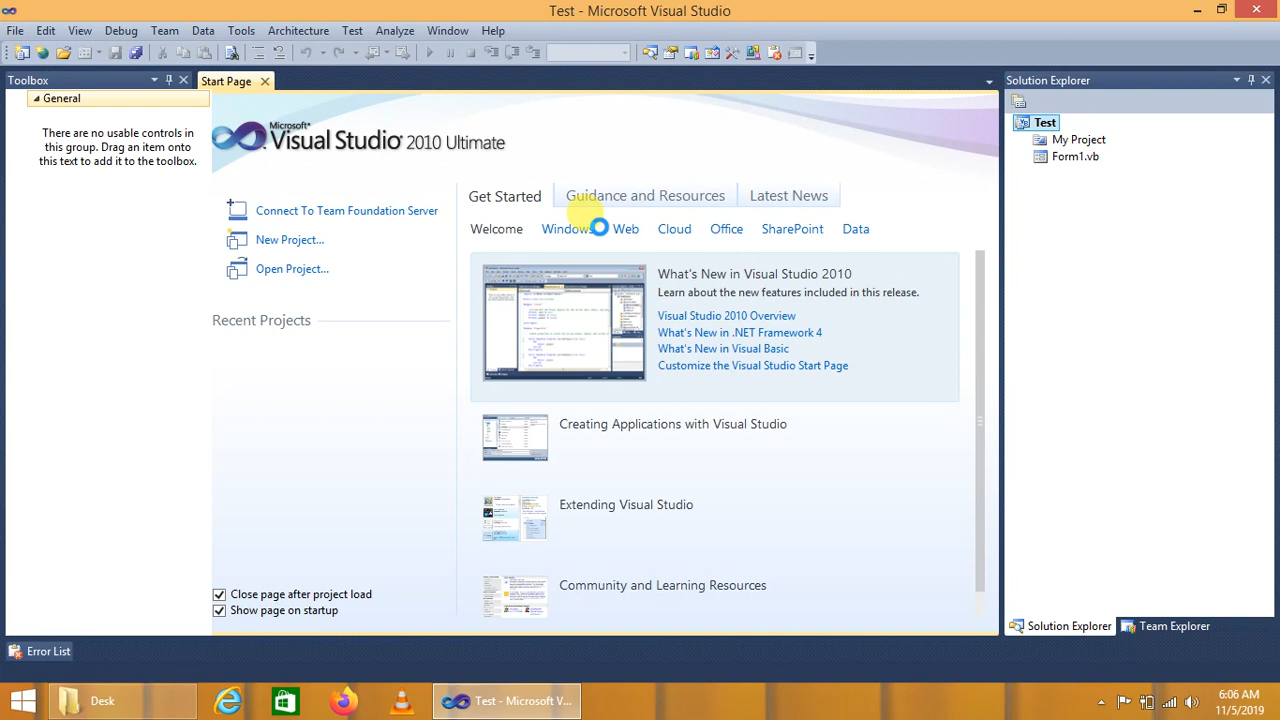 Test - Microsoft Visual Studio
File Edit View Debug Team Data Tools Architecture Test Analyze Window Help
Toolbox
Start Page
Solution Explorer
General
There are no usable controls in
this group. Drag an item onto
this text to add it to the toolbox.
Microsoft®
Visual Studio® 2010 Ultimate
Connect To Team Foundation Server
New Project...
Open Project...
Recent Projects
Close page after project load
Show page on startup
Get Started
Guidance and Resources
Latest News
Welcome Windows Web Cloud Office SharePoint Data
What's New in Visual Studio 2010
Learn about the new features included in this release.
Visual Studio 2010 Overview
What's New in .NET Framework 4
What's New in Visual Basic
Customize the Visual Studio Start Page
Creating Applications with Visual Studio
Extending Visual Studio
Community and Learning Resources
Test
My Project
Form1.vb
Solution Explorer
Team Explorer
Error List
Desk
Test - Microsoft V...
6:06 AM
11/5/2019